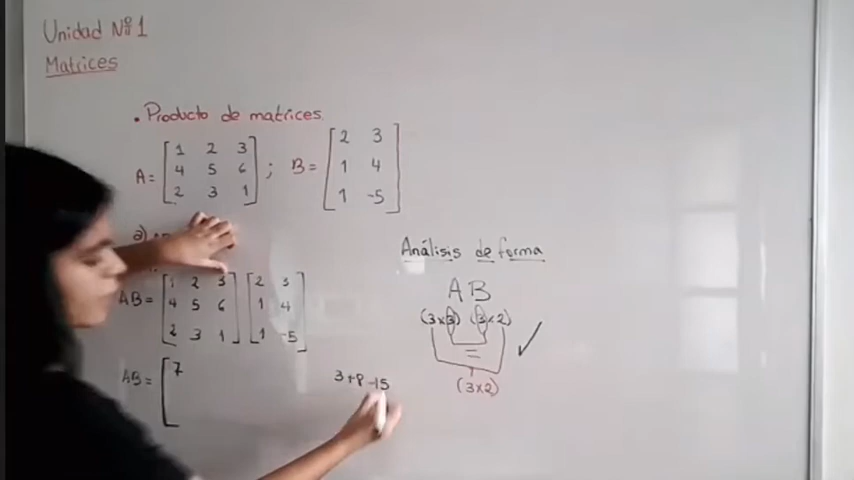 Unidad Nº1
Matrices
• Producto de matrices
A = [ 1 2 3
4 5 6
2 3 1 ] ; B = [ 2 3
1 4
1 -5 ]
a)
Análisis de forma
AB
(3x3) (3x2)
=
(3x2)
AB = [ 1 2 3
4 5 6
2 3 1 ] [ 2 3
1 4
1 -5 ]
AB = [ 7
3+8-15